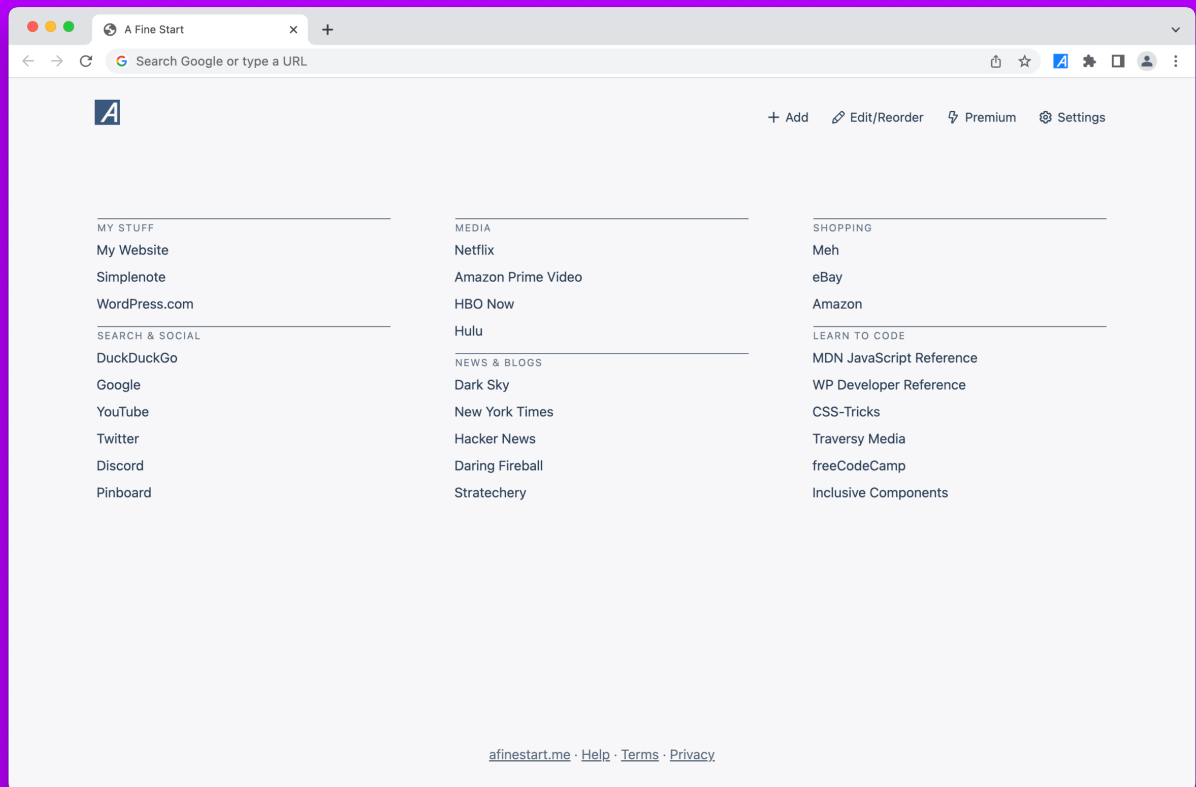 A Fine Start
Search Google or type a URL
A
Add
Edit/Reorder
Premium
Settings
MY STUFF
My Website
Simplenote
WordPress.com
SEARCH & SOCIAL
DuckDuckGo
Google
YouTube
Twitter
Discord
Pinboard
MEDIA
Netflix
Amazon Prime Video
HBO Now
Hulu
NEWS & BLOGS
Dark Sky
New York Times
Hacker News
Daring Fireball
Stratechery
SHOPPING
Meh
eBay
Amazon
LEARN TO CODE
MDN JavaScript Reference
WP Developer Reference
CSS-Tricks
Traversy Media
freeCodeCamp
Inclusive Components
afinestart.me · Help · Terms · Privacy